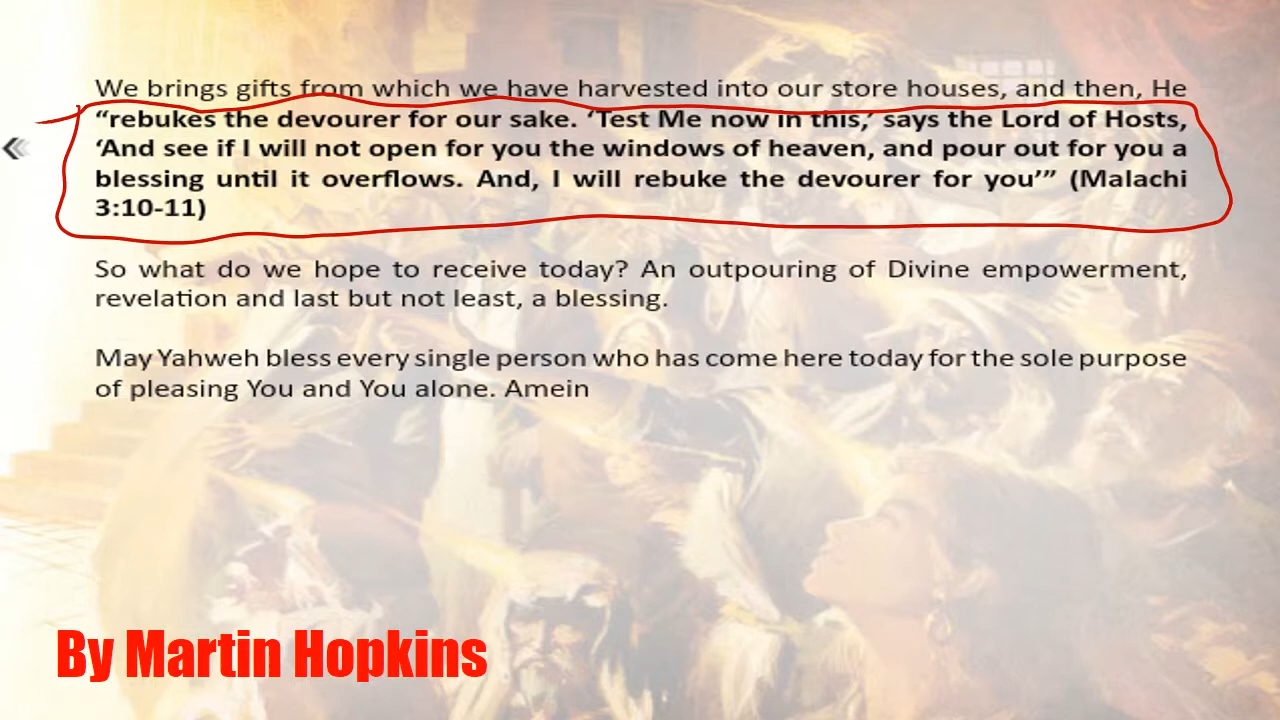 We brings gifts from which we have harvested into our store houses, and then, He
“rebukes the devourer for our sake. ‘Test Me now in this,’ says the Lord of Hosts,
‘And see if I will not open for you the windows of heaven, and pour out for you a
blessing until it overflows. And, I will rebuke the devourer for you’” (Malachi
3:10-11)
So what do we hope to receive today? An outpouring of Divine empowerment,
revelation and last but not least, a blessing.
May Yahweh bless every single person who has come here today for the sole purpose
of pleasing You and You alone. Amein
By Martin Hopkins